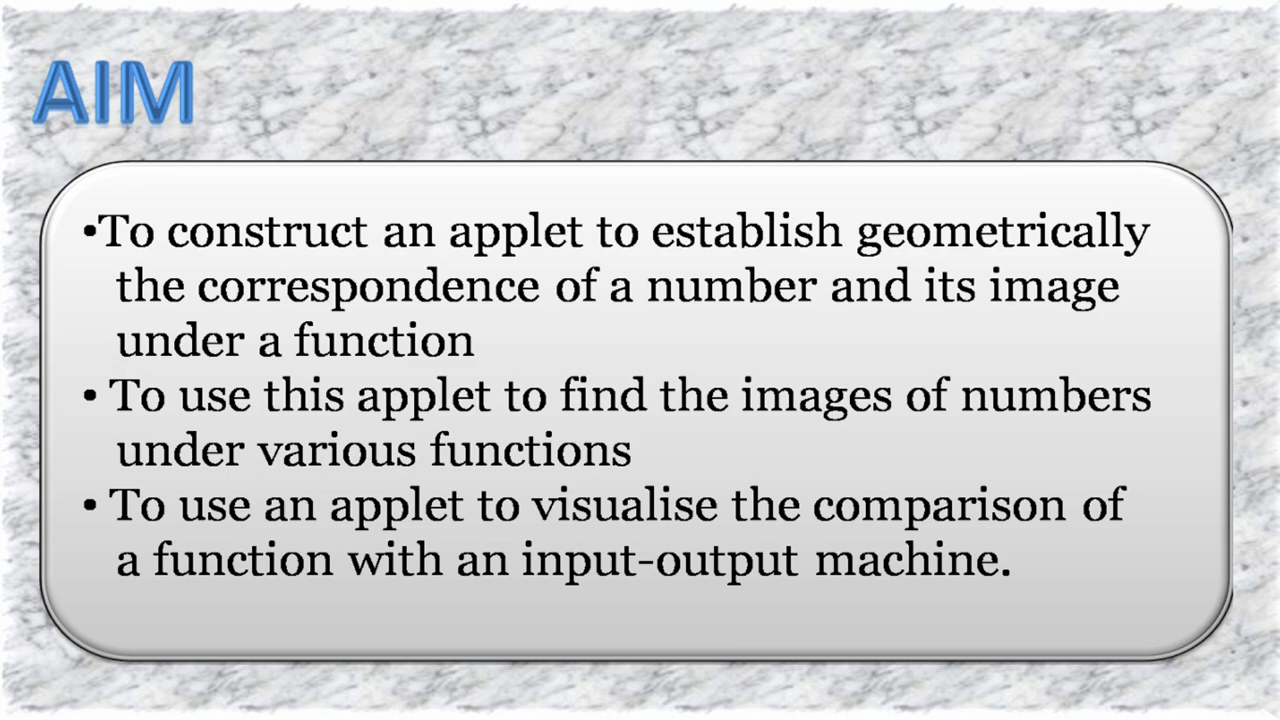 AIM
•To construct an applet to establish geometrically
the correspondence of a number and its image
under a function
• To use this applet to find the images of numbers
under various functions
• To use an applet to visualise the comparison of
a function with an input-output machine.